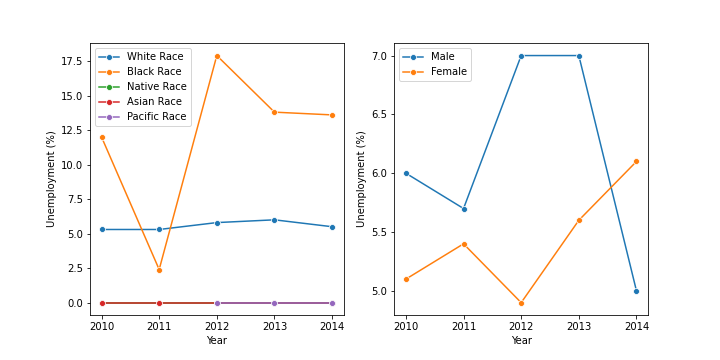 White Race
Black Race
Native Race
Asian Race
Pacific Race
17.5
15.0
12.5
10.0
7.5
5.0
2.5
0.0
Unemployment (%)
2010 2011 2012 2013 2014
Year
Male
Female
7.0
6.5
6.0
5.5
5.0
Unemployment (%)
2010 2011 2012 2013 2014
Year